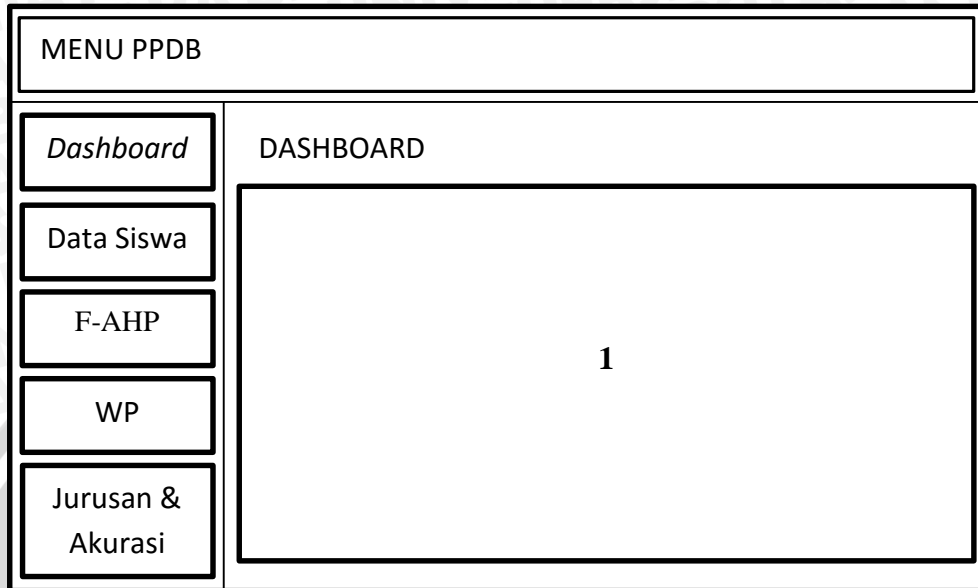 MENU PPDB
Dashboard
DASHBOARD
Data Siswa
F-AHP
1
WP
Jurusan &
Akurasi